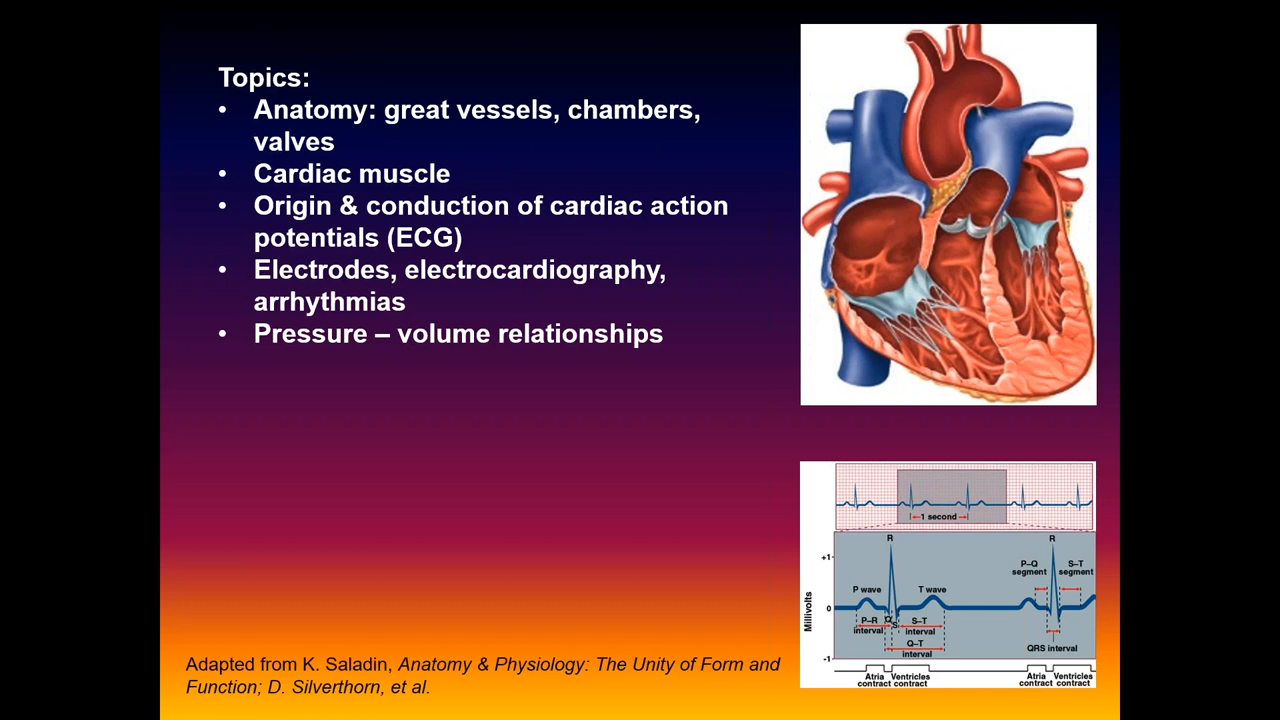 Topics:
• Anatomy: great vessels, chambers,
valves
• Cardiac muscle
• Origin & conduction of cardiac action
potentials (ECG)
• Electrodes, electrocardiography,
arrhythmias
• Pressure – volume relationships
1 second
R
R
+1
P–Q
segment
S–T
segment
P wave
T wave
Millivolts
0
Q
S
P–R
interval
S–T
interval
Q–T
interval
QRS interval
-1
Atria
contract
Ventricles
contract
Atria
contract
Ventricles
contract
Adapted from K. Saladin, Anatomy & Physiology: The Unity of Form and
Function; D. Silverthorn, et al.